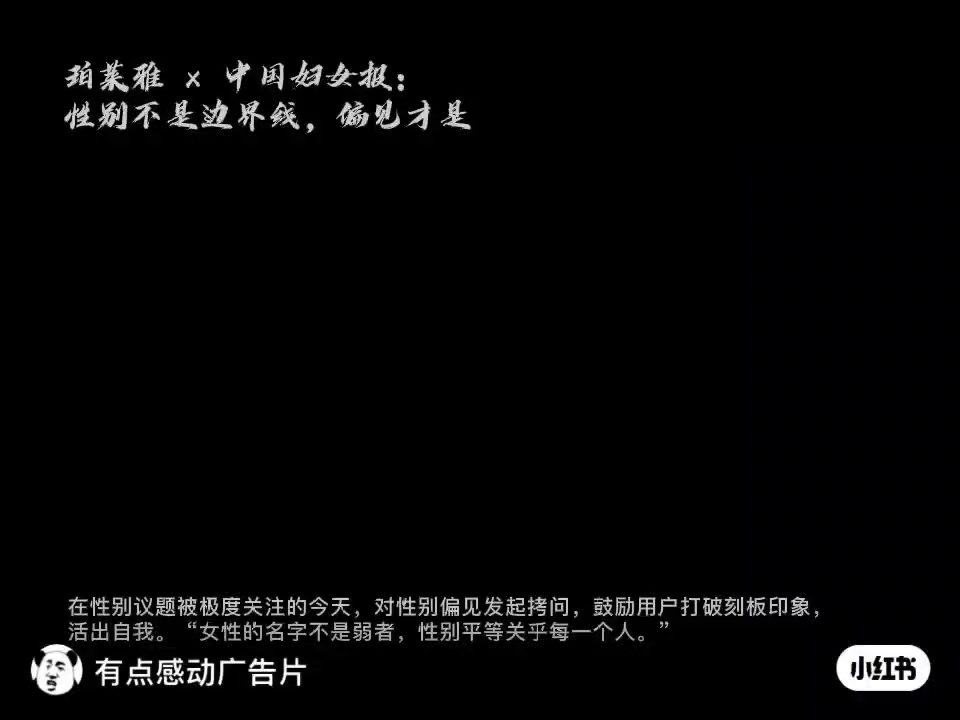 珀莱雅 x 中国妇女报：
性别不是边界线，偏见才是
在性别议题被极度关注的今天，对性别偏见发起拷问，鼓励用户打破刻板印象，
活出自我。“女性的名字不是弱者，性别平等关乎每一个人。”
有点感动广告片
小红书